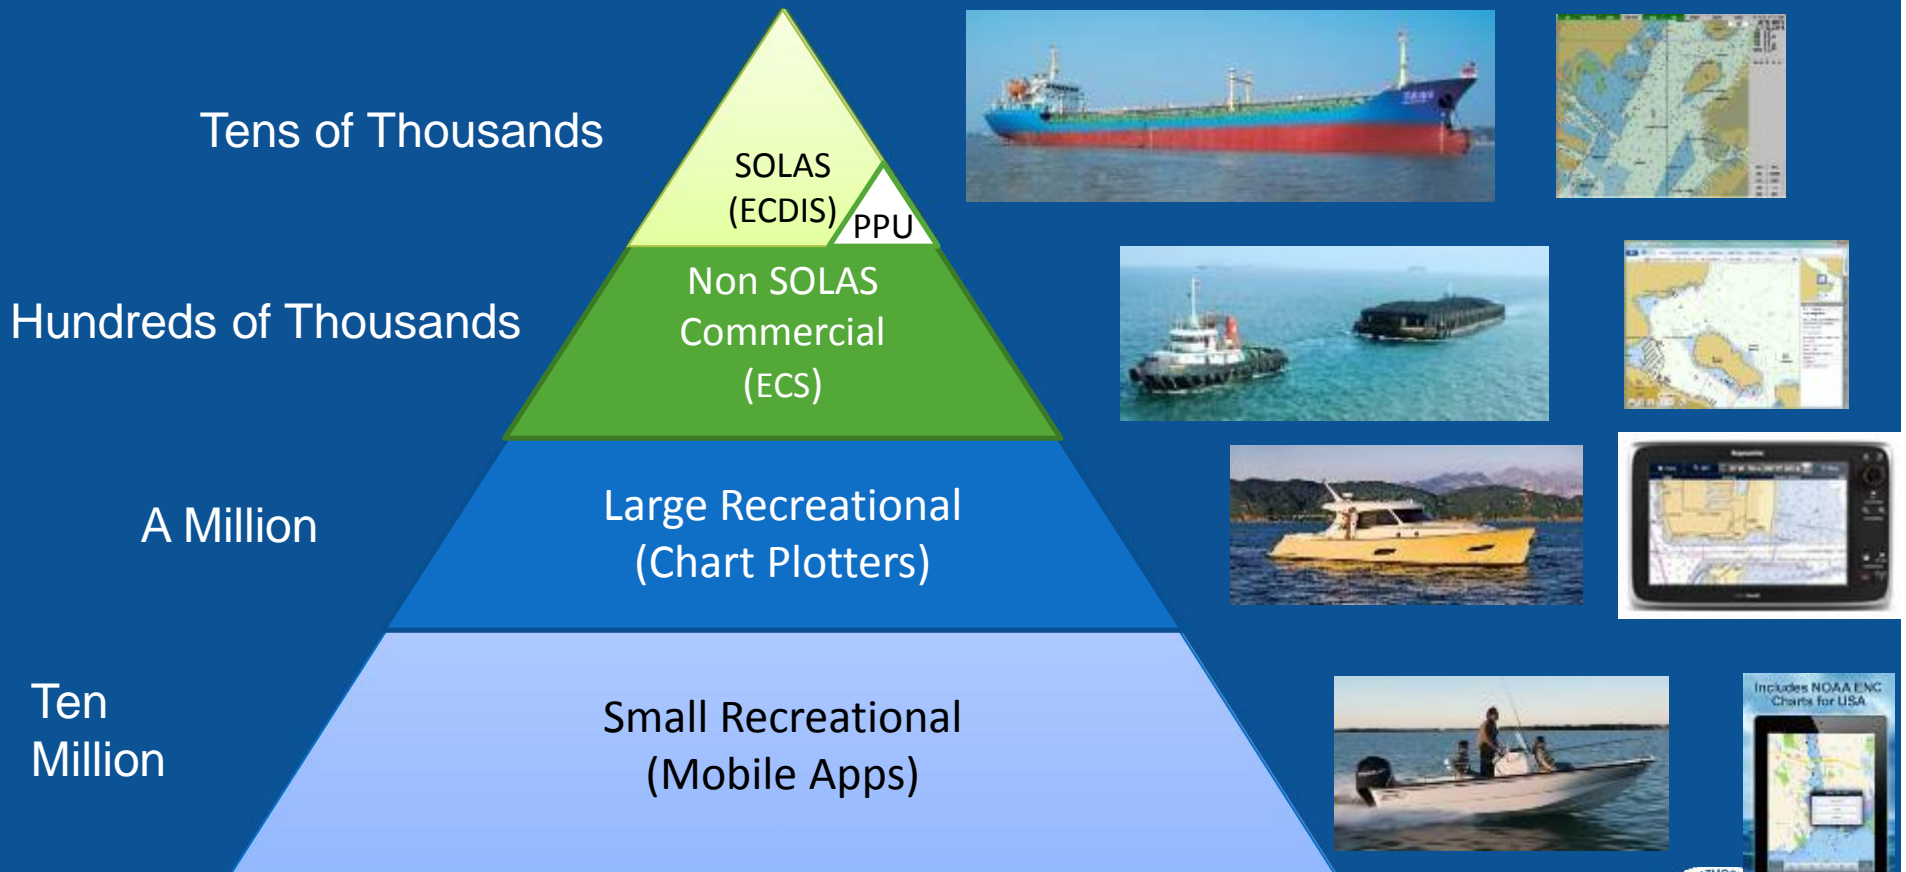 Tens of Thousands
SOLAS
(ECDIS)
PPU
Hundreds of Thousands
Non SOLAS
Commercial
(ECS)
A Million
Large Recreational
(Chart Plotters)
Ten
Million
Small Recreational
(Mobile Apps)
Includes NOAA ENC
Charts for USA